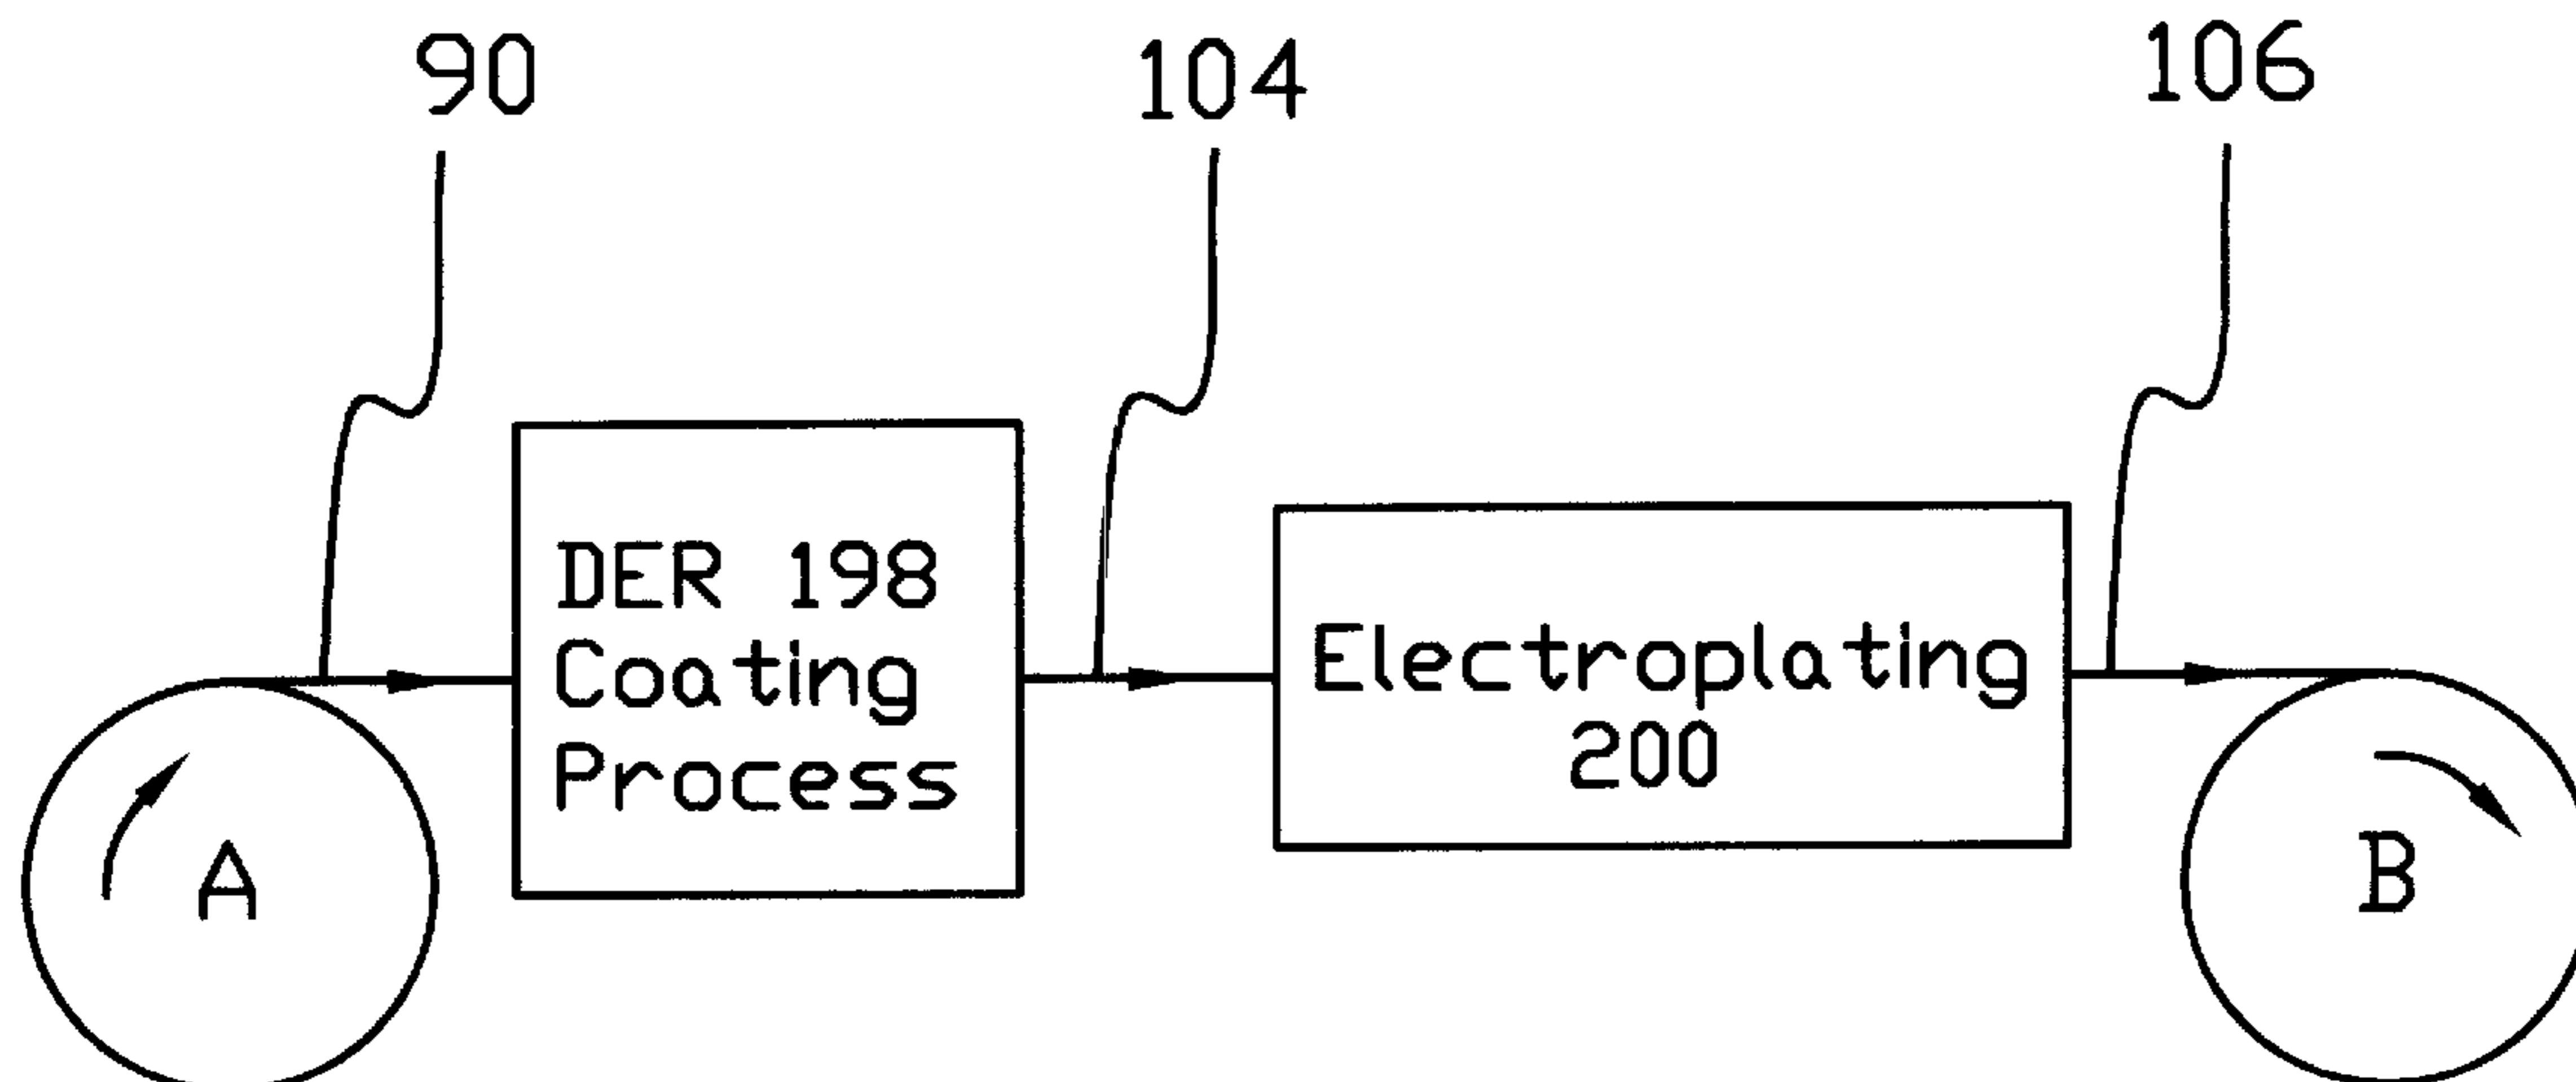 90
104
106
DER 198
Coating
Process
Electroplating
200
A
B